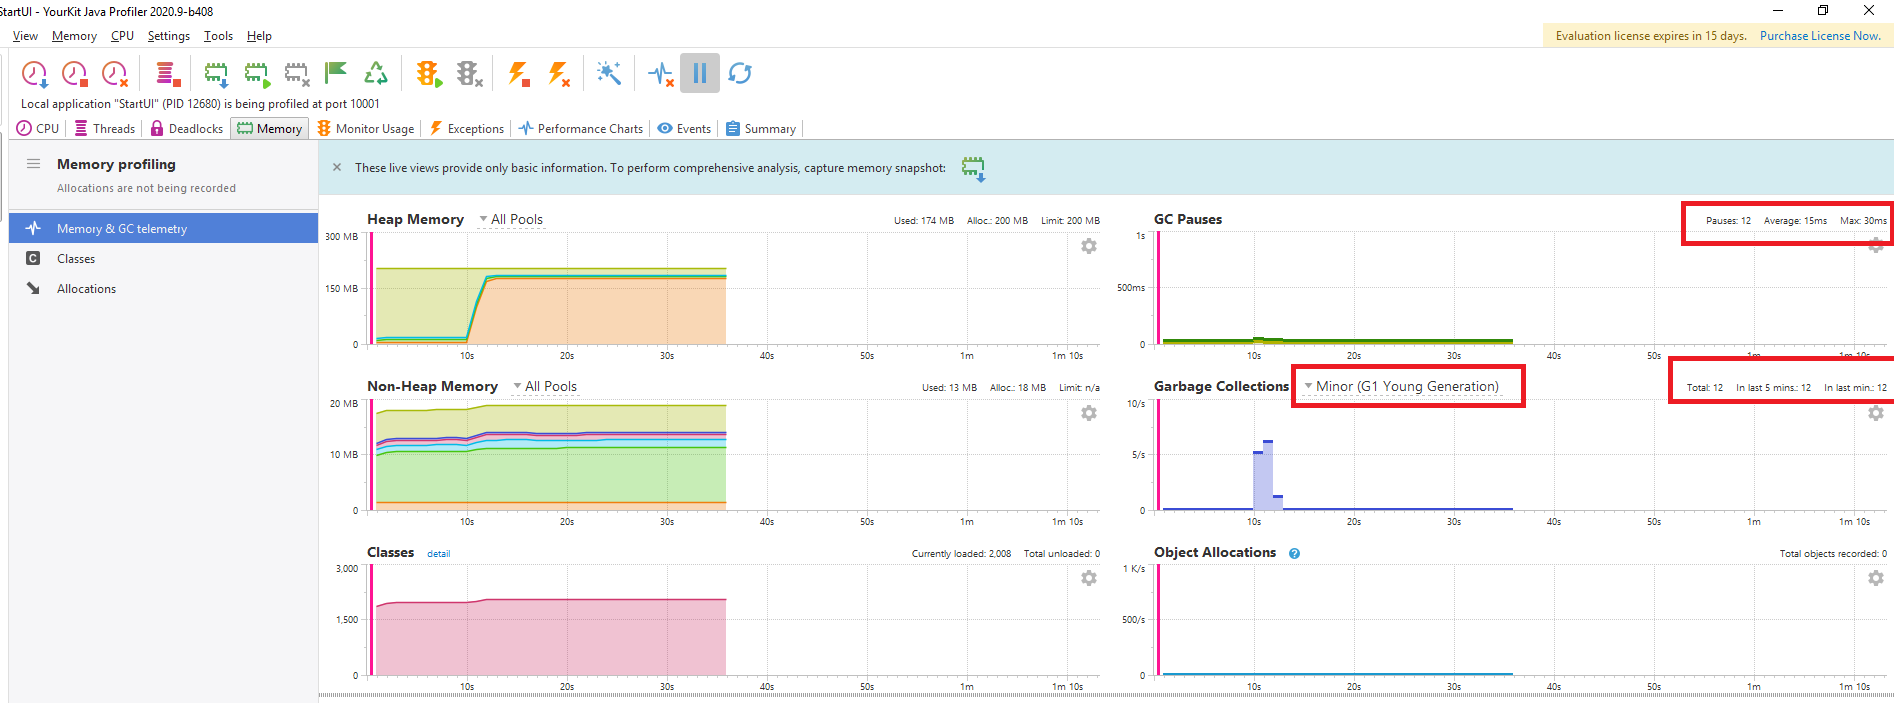 StartUI - YourKit Java Profiler 2020.9-b408
View Memory CPU Settings Tools Help
Evaluation license expires in 15 days. Purchase License Now.
Local application "StartUI" (PID 12680) is being profiled at port 10001
CPU Threads Deadlocks Memory Monitor Usage Exceptions Performance Charts Events Summary
Memory profiling
Allocations are not being recorded
Memory & GC telemetry
C Classes
Allocations
These live views provide only basic information. To perform comprehensive analysis, capture memory snapshot:
Heap Memory All Pools Used: 174 MB Alloc.: 200 MB Limit: 200 MB
300 MB
150 MB
0
10s 20s 30s 40s 50s 1m 1m 10s
GC Pauses Pauses: 12 Average: 15ms Max: 30ms
1s
500ms
0
10s 20s 30s 40s 50s 1m 1m 10s
Non-Heap Memory All Pools Used: 13 MB Alloc.: 18 MB Limit: n/a
20 MB
10 MB
0
10s 20s 30s 40s 50s 1m 1m 10s
Garbage Collections Minor (G1 Young Generation) Total: 12 In last 5 mins.: 12 In last min.: 12
10/s
5/s
0
10s 20s 30s 40s 50s 1m 1m 10s
Classes detail Currently loaded: 2,008 Total unloaded: 0
3,000
1,500
0
10s 20s 30s 40s 50s 1m 1m 10s
Object Allocations ? Total objects recorded: 0
1 K/s
500/s
0
10s 20s 30s 40s 50s 1m 1m 10s